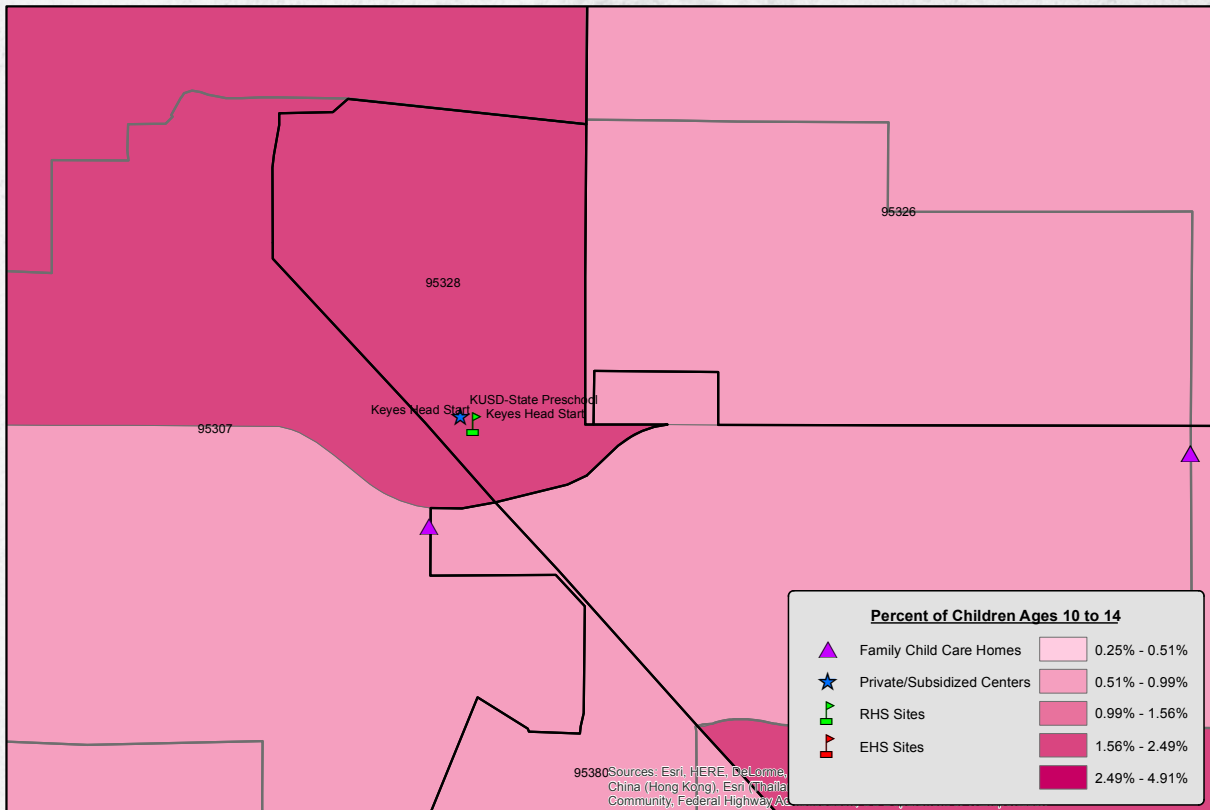 95326
95328
KUSD-State Preschool
Keyes Head Start
Keyes Head Start
95307
95380
Percent of Children Ages 10 to 14
Family Child Care Homes
0.25% - 0.51%
Private/Subsidized Centers
0.51% - 0.99%
RHS Sites
0.99% - 1.56%
EHS Sites
1.56% - 2.49%
2.49% - 4.91%
Sources: Esri, HERE, DeLorme,
China (Hong Kong), Esri
Community, Federal Highway